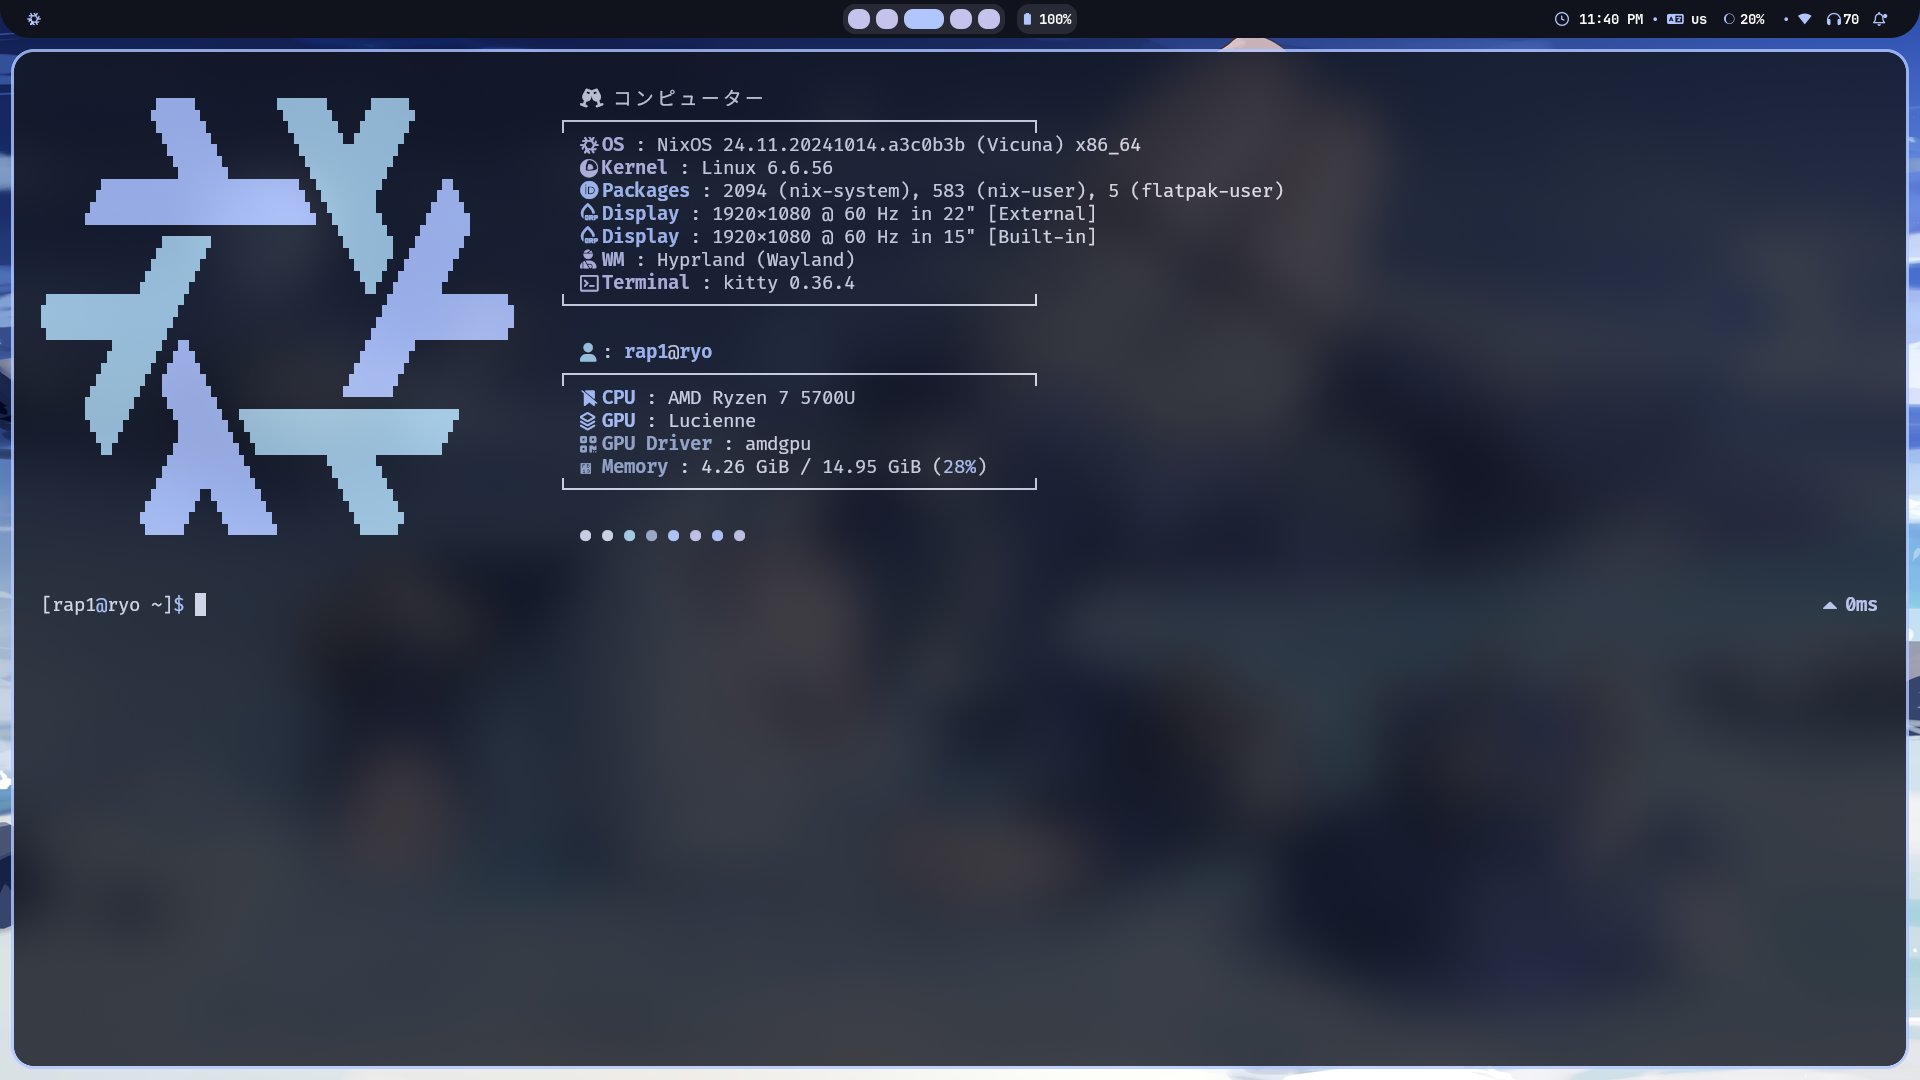 100%
11:40 PM • us 20% • 70
コンピューター
OS : NixOS 24.11.20241014.a3c0b3b (Vicuna) x86_64
Kernel : Linux 6.6.56
Packages : 2094 (nix-system), 583 (nix-user), 5 (flatpak-user)
Display : 1920×1080 @ 60 Hz in 22" [External]
Display : 1920×1080 @ 60 Hz in 15" [Built-in]
WM : Hyprland (Wayland)
Terminal : kitty 0.36.4
: rap1@ryo
CPU : AMD Ryzen 7 5700U
GPU : Lucienne
GPU Driver : amdgpu
Memory : 4.26 GiB / 14.95 GiB (28%)
[rap1@ryo ~]$
0ms